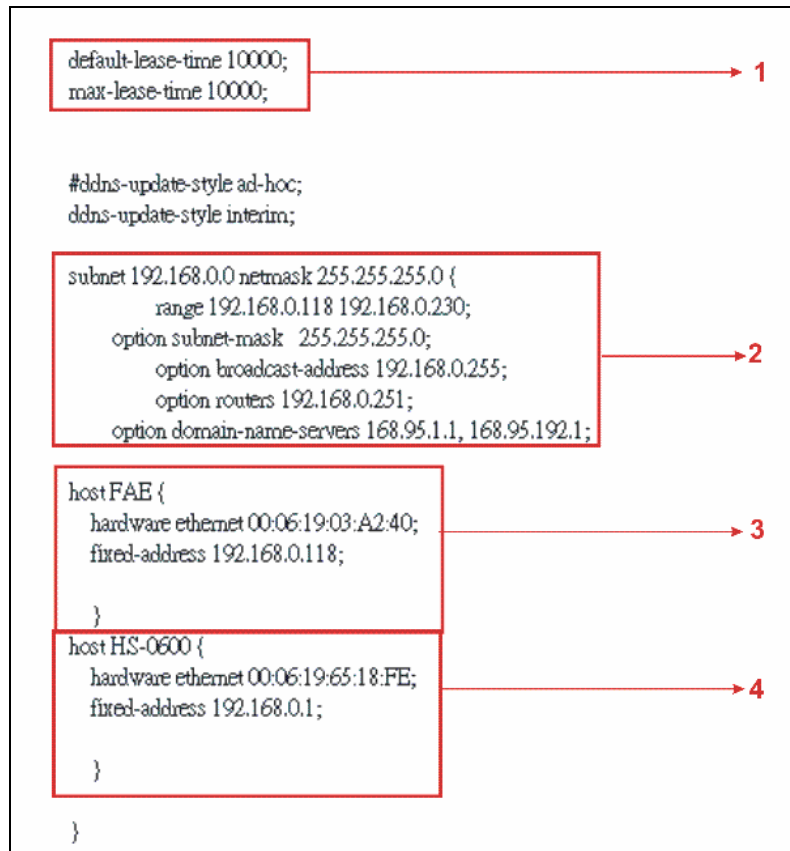 default-lease-time 10000;
max-lease-time 10000;
1
#ddns-update-style ad-hoc;
ddns-update-style interim;
subnet 192.168.0.0 netmask 255.255.255.0 {
range 192.168.0.118 192.168.0.230;
option subnet-mask 255.255.255.0;
option broadcast-address 192.168.0.255;
option routers 192.168.0.251;
option domain-name-servers 168.95.1.1, 168.95.192.1;
2
host FAE {
hardware ethernet 00:06:19:03:A2:40;
fixed-address 192.168.0.118;
}
3
host HS-0600 {
hardware ethernet 00:06:19:65:18:FE;
fixed-address 192.168.0.1;
}
4
}